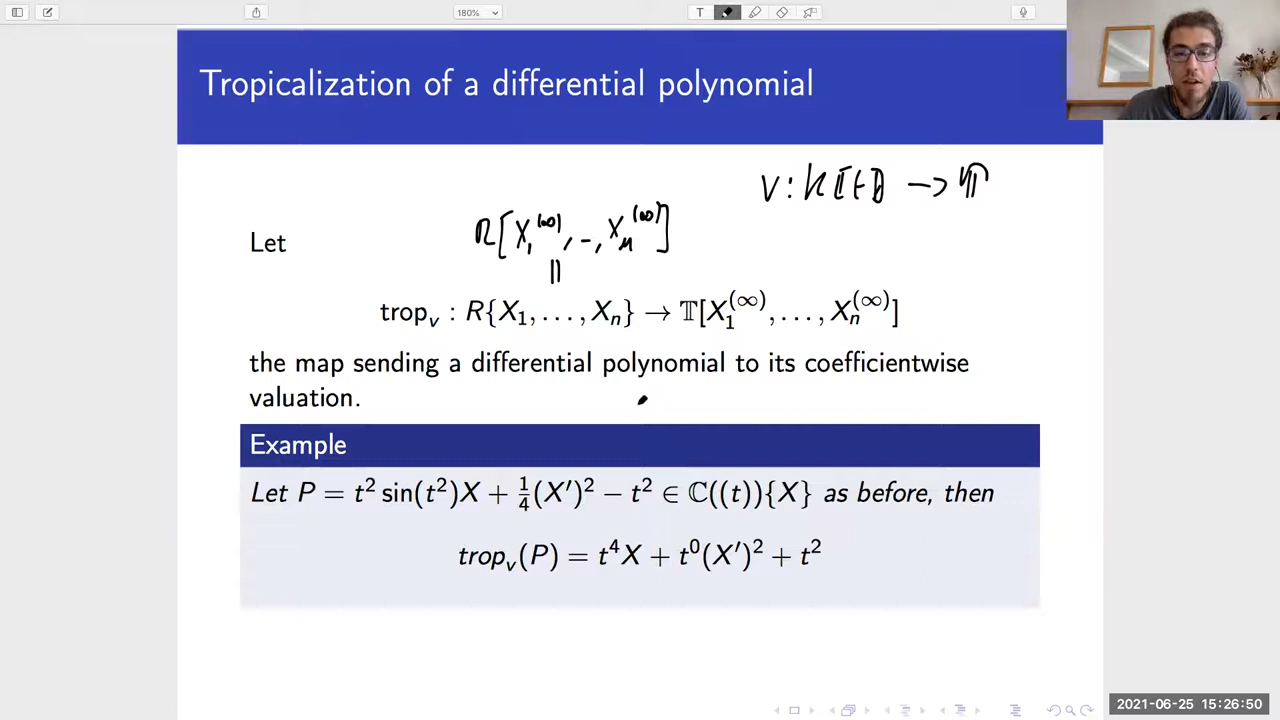 180%
T
Tropicalization of a differential polynomial
v : k[[t]] → 𝕋
R[X₁^(∞), -, Xₙ^(∞)]
Let
||
trop_v : R{X₁, . . . , Xₙ} → 𝕋[X₁^(∞), . . . , Xₙ^(∞)]
the map sending a differential polynomial to its coefficientwise
valuation.
Example
Let P = t² sin(t²)X + ¼(X′)² − t² ∈ ℂ((t)){X} as before, then
trop_v(P) = t⁴X + t⁰(X′)² + t²
2021-06-25 15:26:50